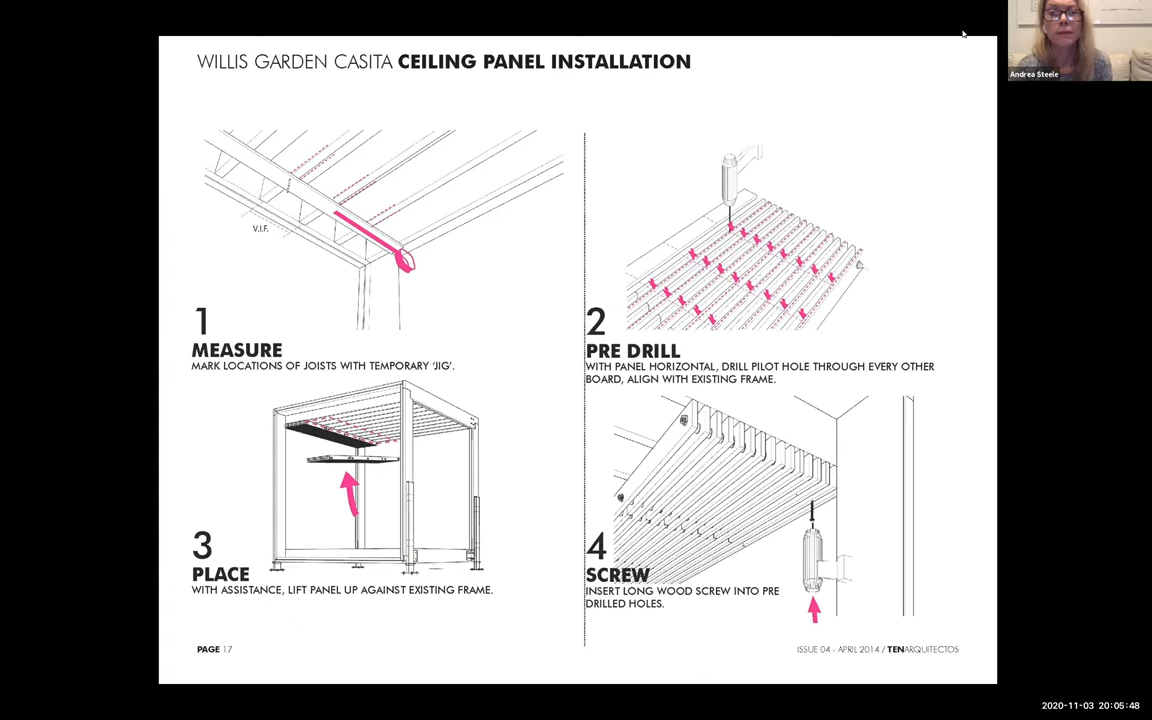 Andrea Steele
WILLIS GARDEN CASITA CEILING PANEL INSTALLATION
V.I.F.
1
MEASURE
MARK LOCATIONS OF JOISTS WITH TEMPORARY ‘JIG’.
2
PRE DRILL
WITH PANEL HORIZONTAL, DRILL PILOT HOLE THROUGH EVERY OTHER
BOARD, ALIGN WITH EXISTING FRAME.
3
PLACE
WITH ASSISTANCE, LIFT PANEL UP AGAINST EXISTING FRAME.
4
SCREW
INSERT LONG WOOD SCREW INTO PRE
DRILLED HOLES.
PAGE 17
ISSUE 04 - APRIL 2014 / TENARQUITECTOS
2020-11-03 20:05:48